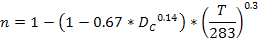 n = 1 − (1 − 0.67 * D_C^0.14) * (T/283)^0.3